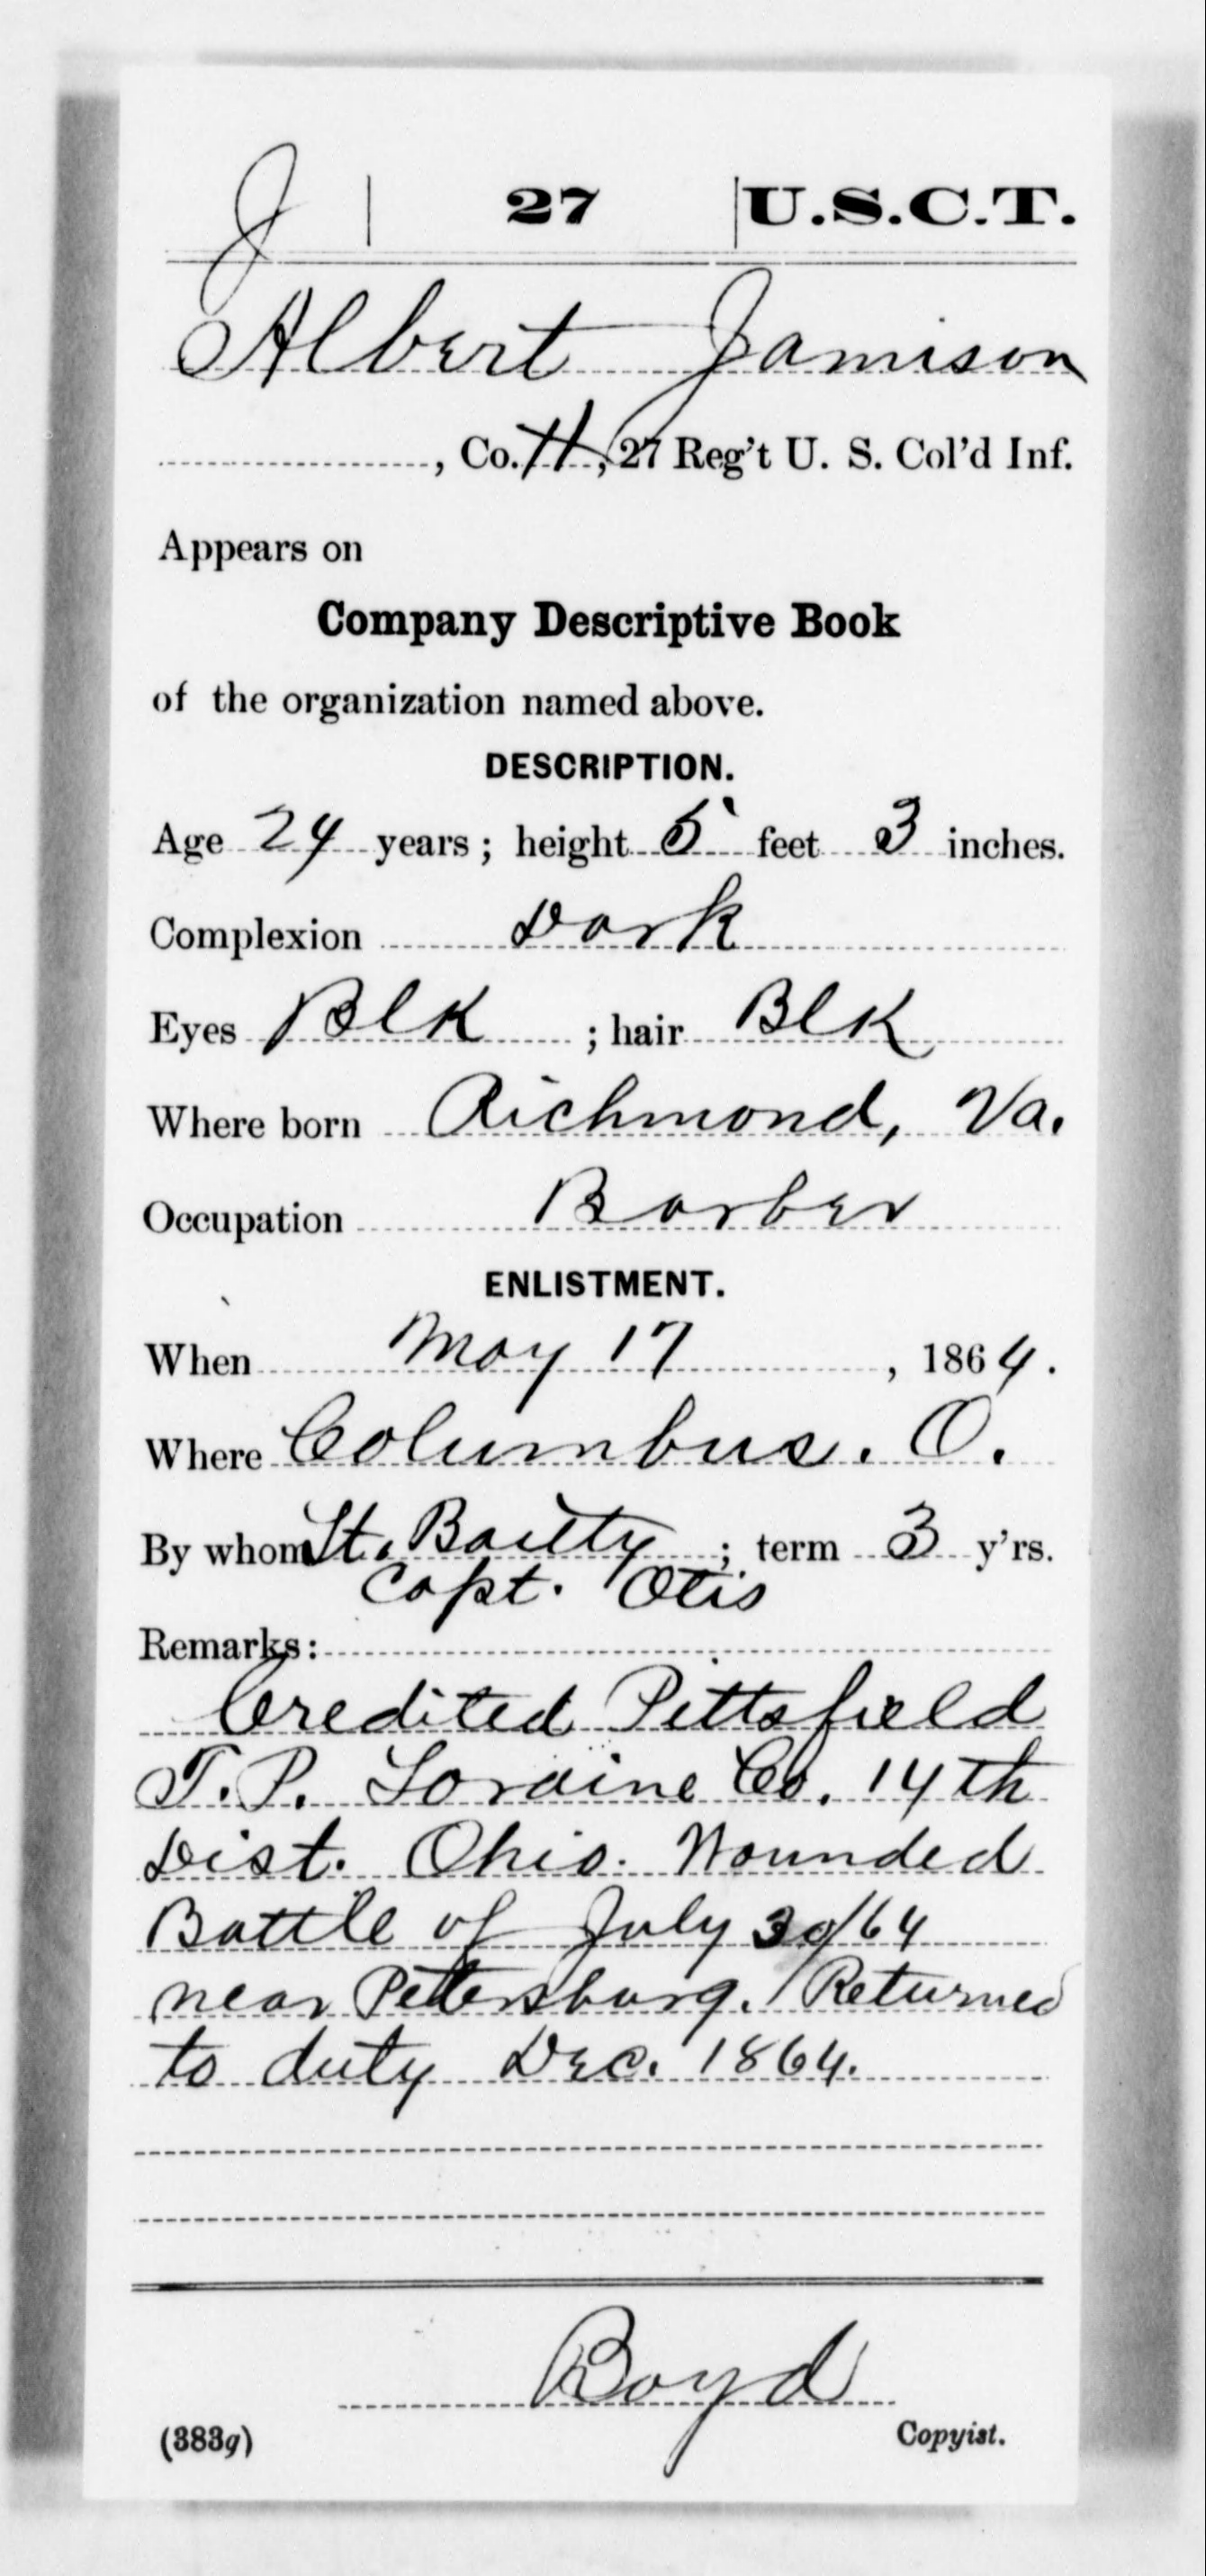 J | 27 | U.S.C.T.
Albert Jamison
, Co. H, 27 Reg't U. S. Col'd Inf.
Appears on
Company Descriptive Book
of the organization named above.
DESCRIPTION.
Age 24 years; height 5 feet 3 inches.
Complexion Dark
Eyes Blk ; hair Blk
Where born Richmond, Va.
Occupation Barber
ENLISTMENT.
When May 17, 1864.
Where Columbus. O.
By whom Lt. Bailty ; term 3 y'rs.
Capt. Otis
Remarks:
Credited Pittsfield
T.P. Loraine Co. 14th
Dist. Ohio. Wounded
Battle of July 30/64
near Petersburg. Returned
to duty Dec. 1864.
Boyd
(383g) Copyist.